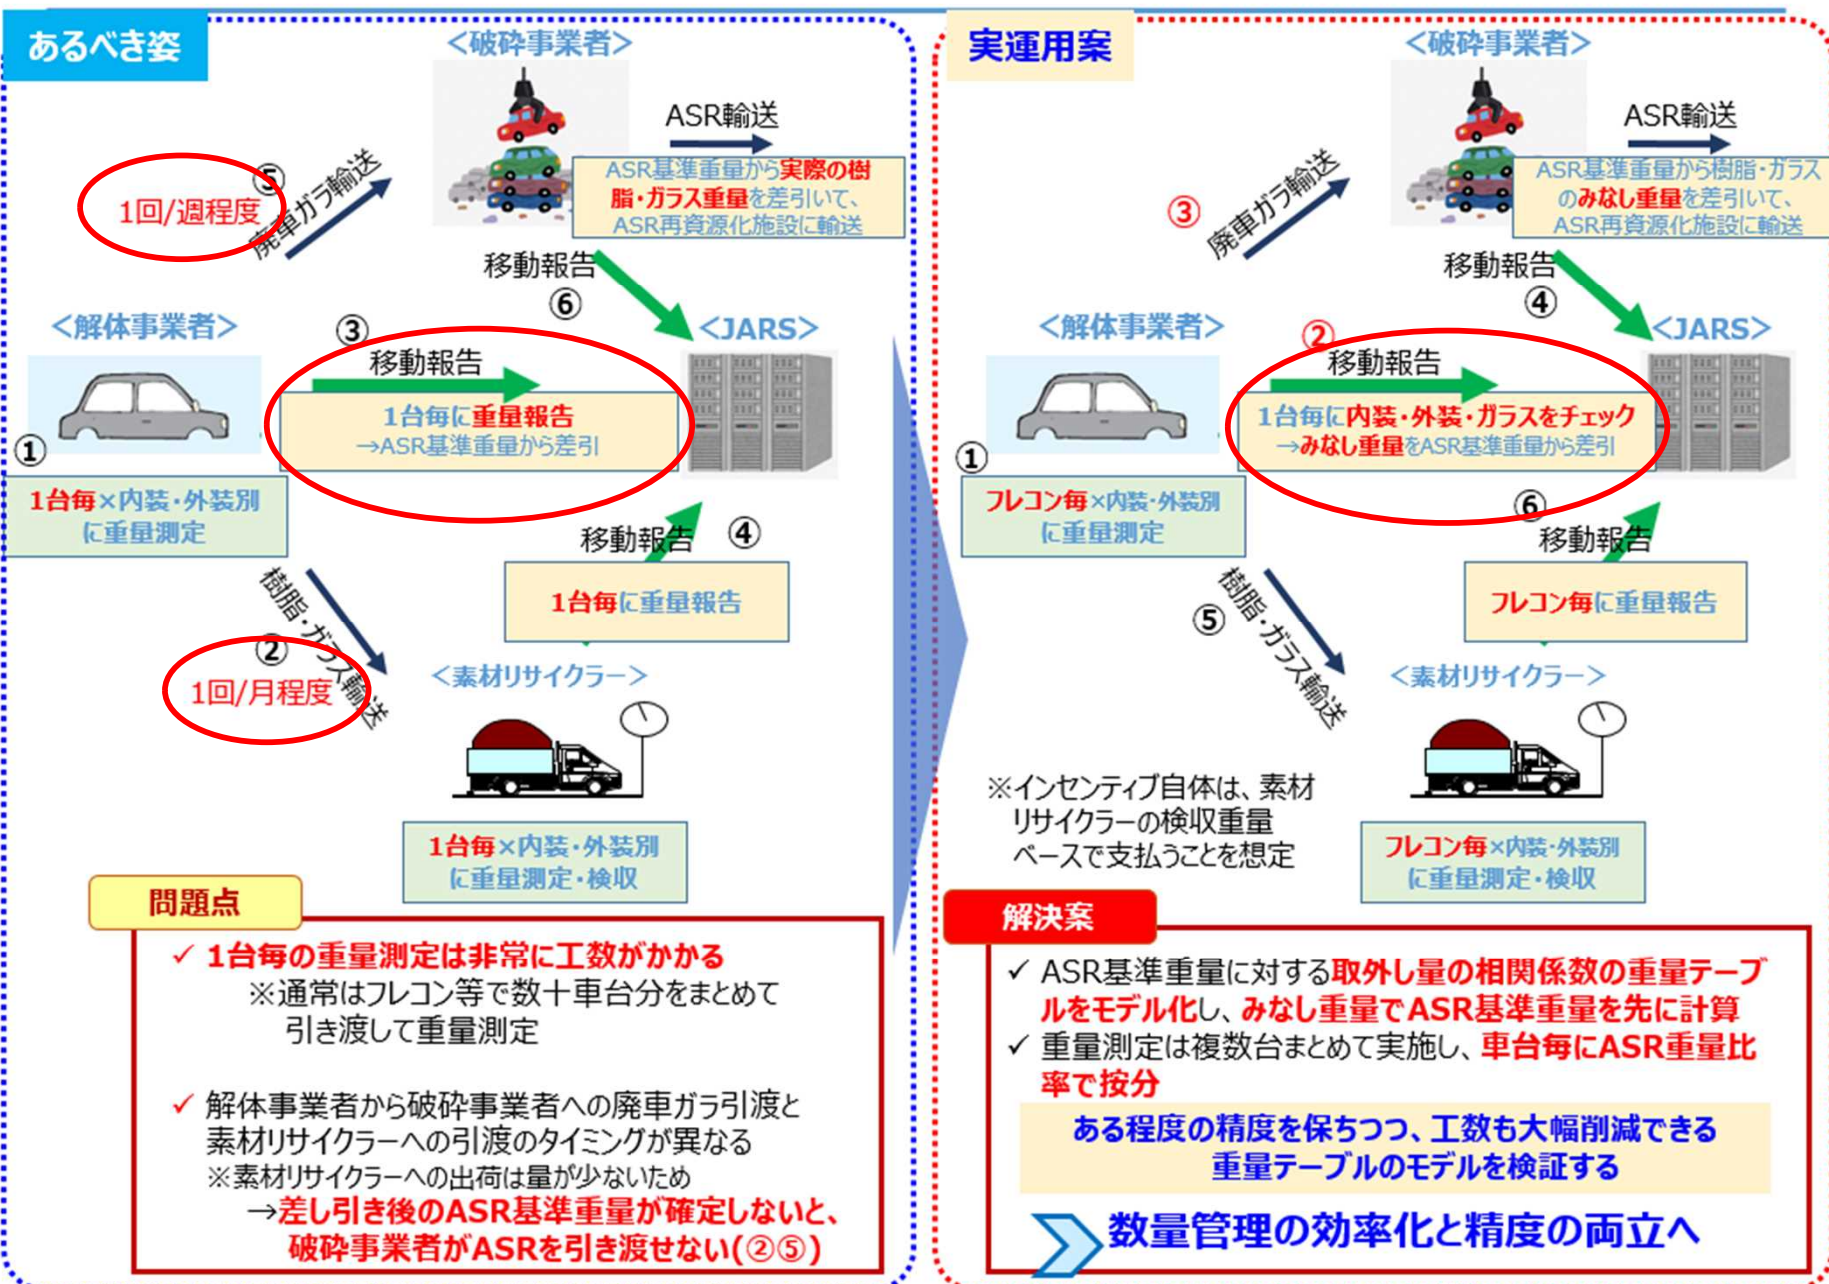 あるべき姿
<破砕事業者>
ASR輸送
ASR基準重量から実際の樹
脂・ガラス重量を差引いて、
ASR再資源化施設に輸送
⑤
1回/週程度
廃車ガラ輸送
移動報告
⑥
<解体事業者>
③
移動報告
<JARS>
1台毎に重量報告
→ASR基準重量から差引
①
1台毎×内装・外装別
に重量測定
移動報告
④
1台毎に重量報告
樹脂・ガラス輸送
②
1回/月程度
<素材リサイクラー>
1台毎×内装・外装別
に重量測定・検収
問題点
✓ 1台毎の重量測定は非常に工数がかかる
※通常はフレコン等で数十車台分をまとめて
引き渡して重量測定
✓ 解体事業者から破砕事業者への廃車ガラ引渡と
素材リサイクラーへの引渡のタイミングが異なる
※素材リサイクラーへの出荷は量が少ないため
→差し引き後のASR基準重量が確定しないと、
破砕事業者がASRを引き渡せない(②⑤)
実運用案
<破砕事業者>
ASR輸送
ASR基準重量から樹脂・ガラス
のみなし重量を差引いて、
ASR再資源化施設に輸送
③
廃車ガラ輸送
移動報告
④
<解体事業者>
②
移動報告
<JARS>
1台毎に内装・外装・ガラスをチェック
→みなし重量をASR基準重量から差引
①
フレコン毎×内装・外装別
に重量測定
⑥
移動報告
フレコン毎に重量報告
⑤
樹脂・ガラス輸送
<素材リサイクラー>
※インセンティブ自体は、素材
リサイクラーの検収重量
ベースで支払うことを想定
フレコン毎×内装・外装別
に重量測定・検収
解決案
✓ ASR基準重量に対する取外し量の相関係数の重量テーブ
ルをモデル化し、みなし重量でASR基準重量を先に計算
✓ 重量測定は複数台まとめて実施し、車台毎にASR重量比
率で按分
ある程度の精度を保ちつつ、工数も大幅削減できる
重量テーブルのモデルを検証する
数量管理の効率化と精度の両立へ